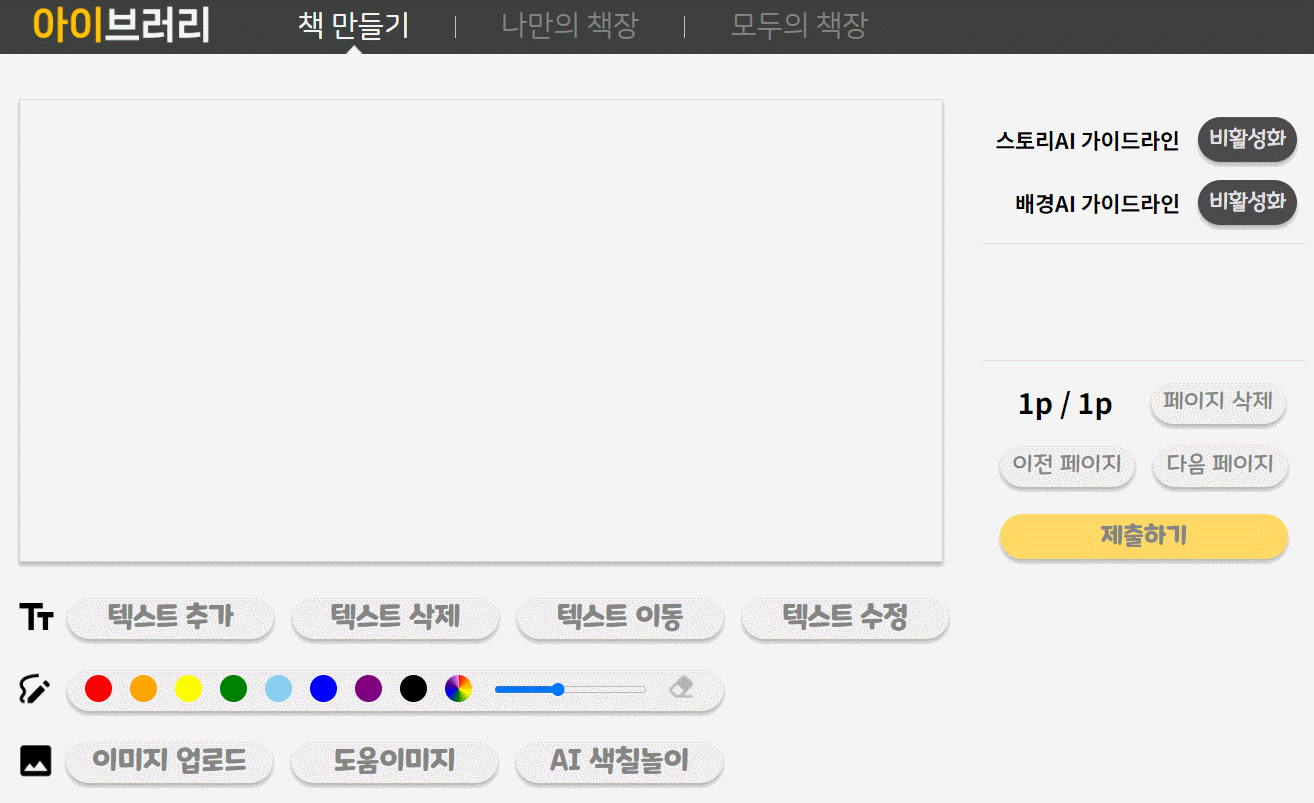 아이브러리 책 만들기 | 나만의 책장 | 모두의 책장
스토리AI 가이드라인 비활성화
배경AI 가이드라인 비활성화
1p / 1p 페이지 삭제
이전 페이지 다음 페이지
제출하기
텍스트 추가 텍스트 삭제 텍스트 이동 텍스트 수정
이미지 업로드 도움이미지 AI 색칠놀이